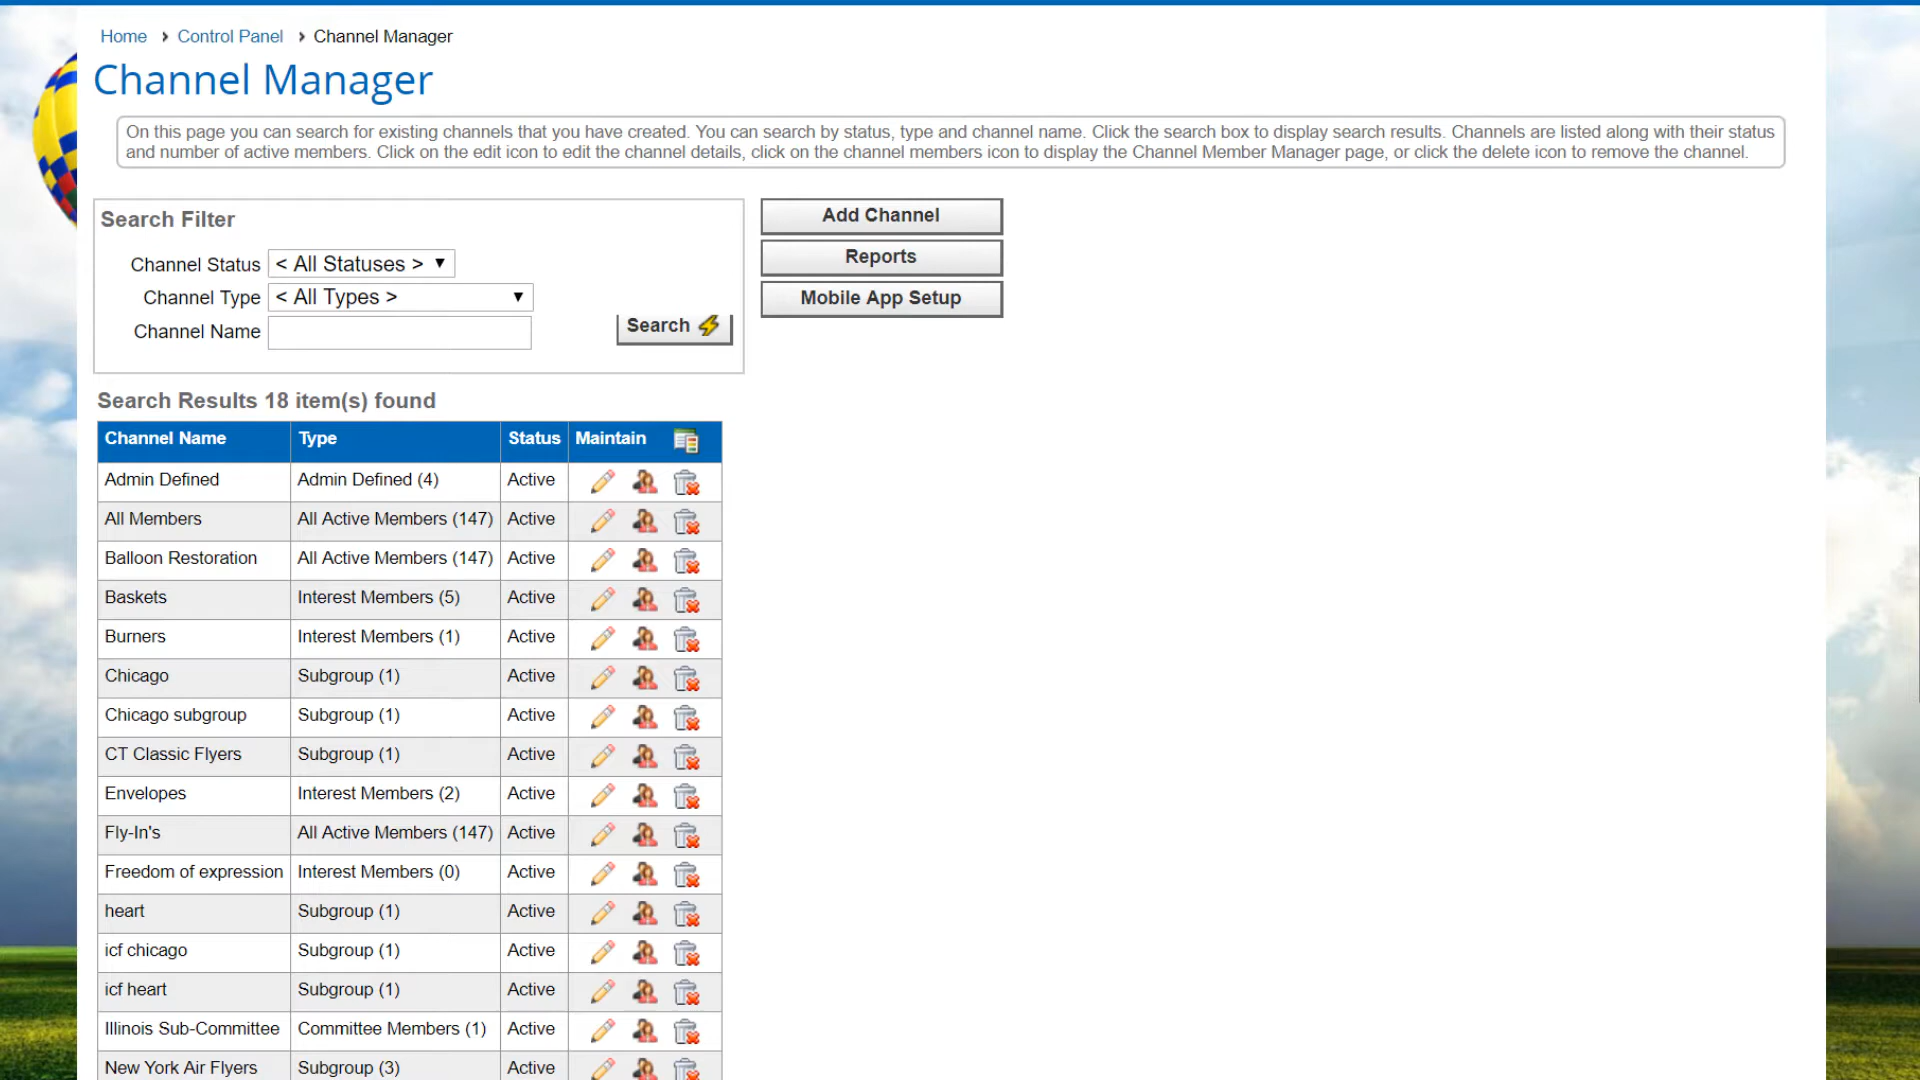 Home › Control Panel › Channel Manager
Channel Manager
On this page you can search for existing channels that you have created. You can search by status, type and channel name. Click the search box to display search results. Channels are listed along with their status
and number of active members. Click on the edit icon to edit the channel details, click on the channel members icon to display the Channel Member Manager page, or click the delete icon to remove the channel.
Search Filter
Channel Status < All Statuses >
Channel Type < All Types >
Channel Name
Search
Add Channel
Reports
Mobile App Setup
Search Results 18 item(s) found
Channel Name Type Status Maintain
Admin Defined Admin Defined (4) Active
All Members All Active Members (147) Active
Balloon Restoration All Active Members (147) Active
Baskets Interest Members (5) Active
Burners Interest Members (1) Active
Chicago Subgroup (1) Active
Chicago subgroup Subgroup (1) Active
CT Classic Flyers Subgroup (1) Active
Envelopes Interest Members (2) Active
Fly-In's All Active Members (147) Active
Freedom of expression Interest Members (0) Active
heart Subgroup (1) Active
icf chicago Subgroup (1) Active
icf heart Subgroup (1) Active
Illinois Sub-Committee Committee Members (1) Active
New York Air Flyers Subgroup (3) Active